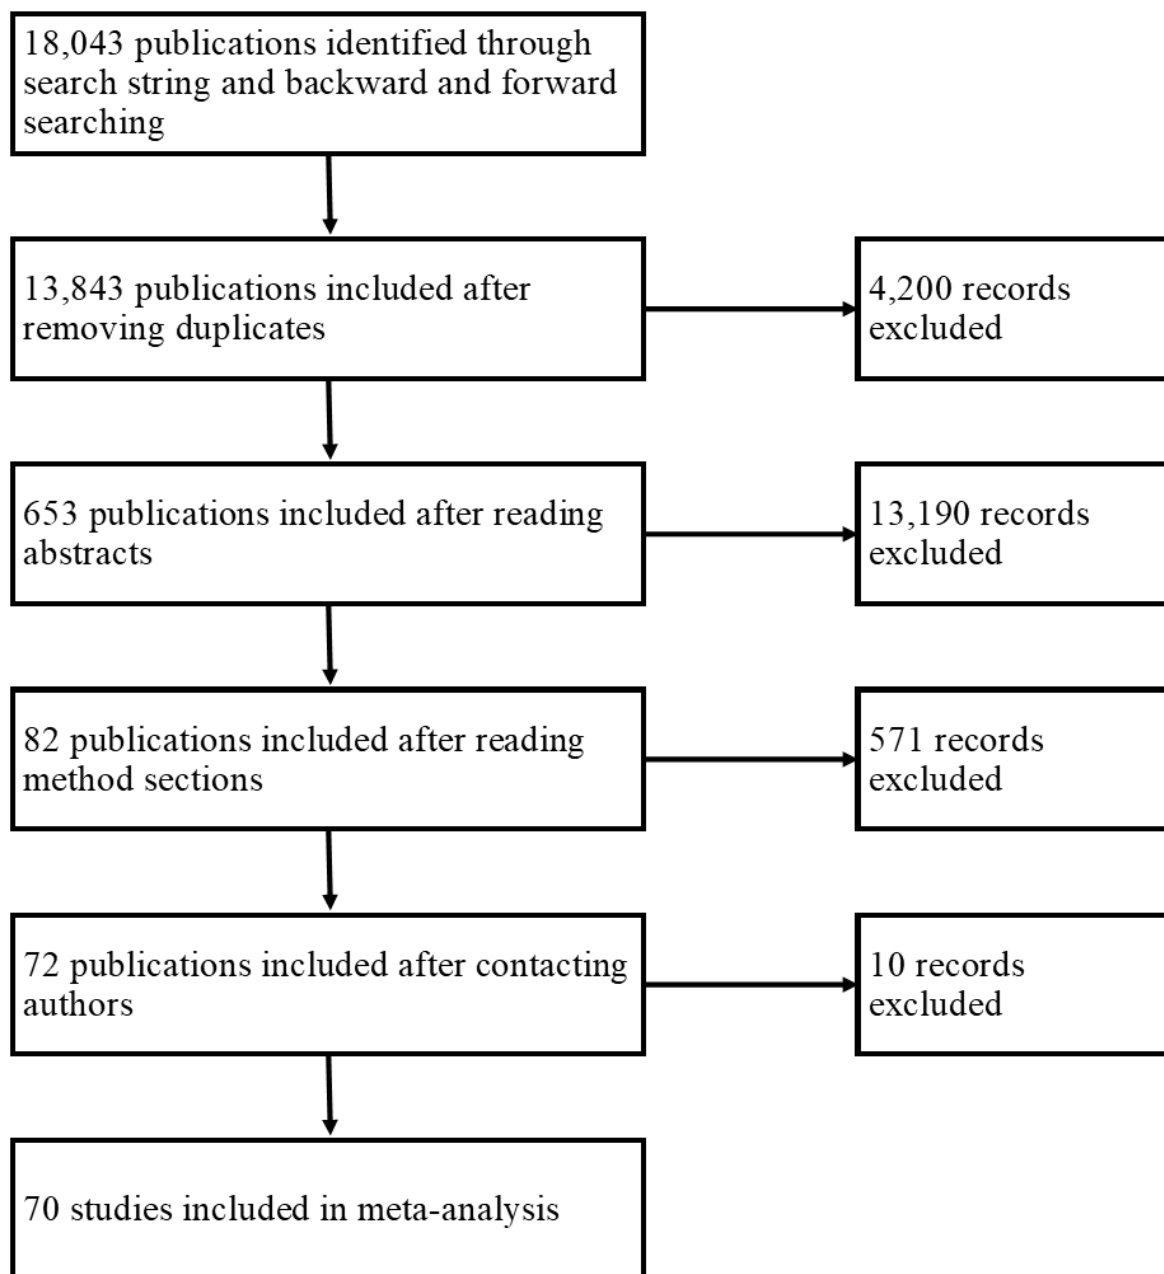 18,043 publications identified through
search string and backward and forward
searching
13,843 publications included after
removing duplicates
4,200 records
excluded
653 publications included after reading
abstracts
13,190 records
excluded
82 publications included after reading
method sections
571 records
excluded
72 publications included after contacting
authors
10 records
excluded
70 studies included in meta-analysis